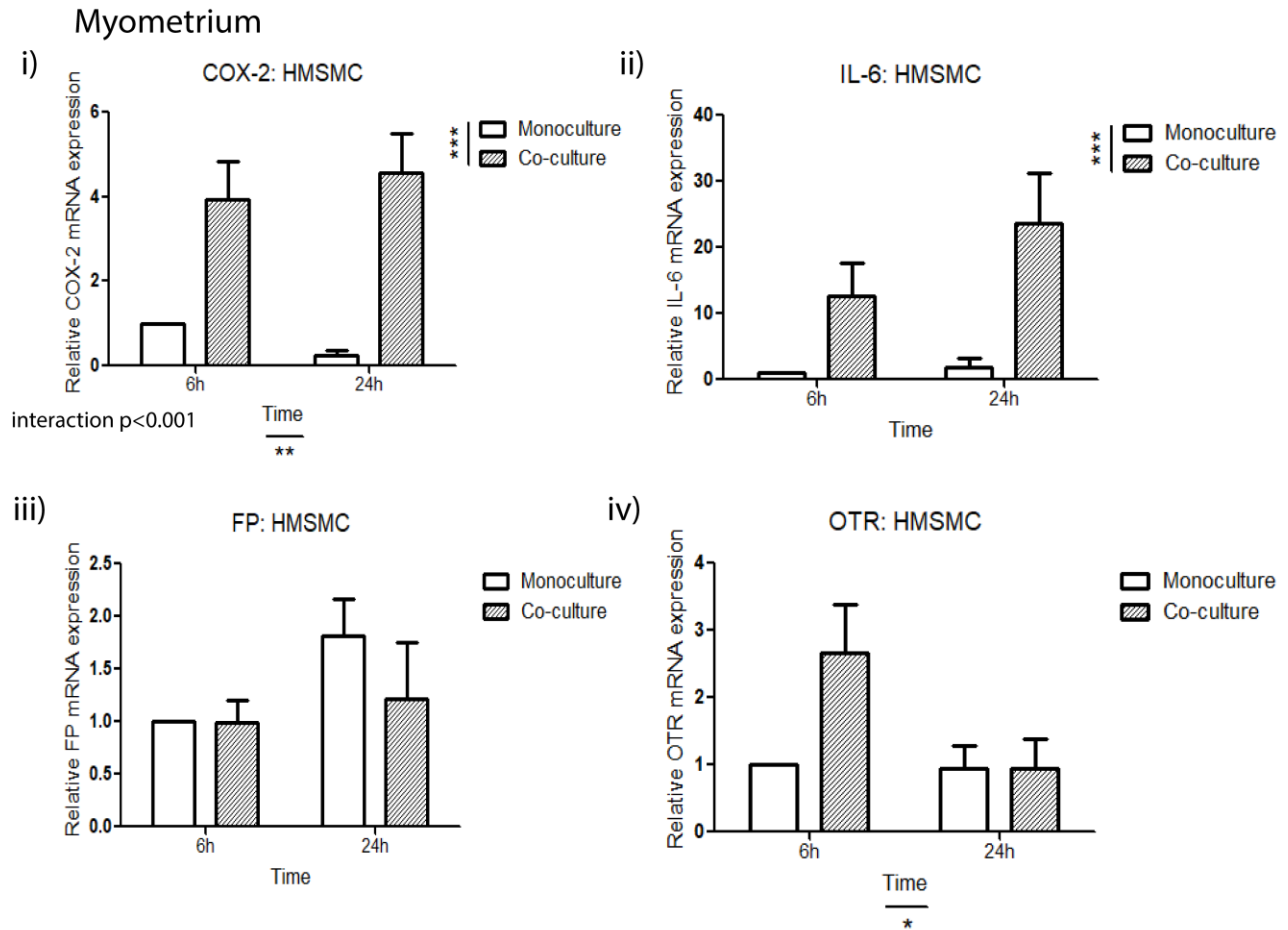 Myometrium
i)
COX-2: HMSMC
Relative COX-2 mRNA expression
6
4
2
0
6h
24h
Time
**
interaction p<0.001
***
Monoculture
Co-culture
ii)
IL-6: HMSMC
Relative IL-6 mRNA expression
40
30
20
10
0
6h
24h
Time
***
Monoculture
Co-culture
iii)
FP: HMSMC
Relative FP mRNA expression
2.5
2.0
1.5
1.0
0.5
0.0
6h
24h
Time
Monoculture
Co-culture
iv)
OTR: HMSMC
Relative OTR mRNA expression
4
3
2
1
0
6h
24h
Time
*
Monoculture
Co-culture